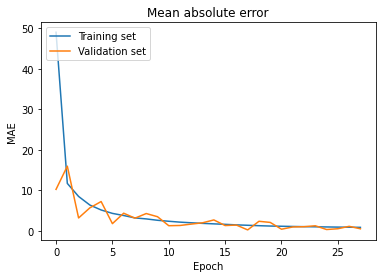 Mean absolute error
Training set
Validation set
50
40
30
20
10
0
MAE
0 5 10 15 20 25
Epoch